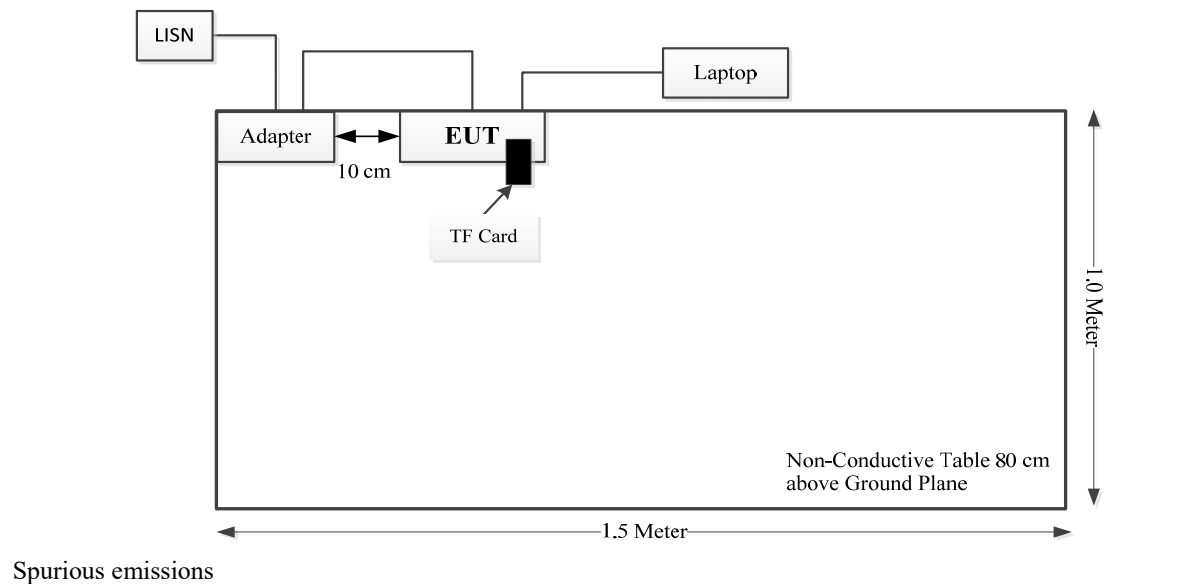 LISN
Laptop
Adapter
EUT
10 cm
TF Card
1.0 Meter
Non-Conductive Table 80 cm
above Ground Plane
1.5 Meter
Spurious emissions